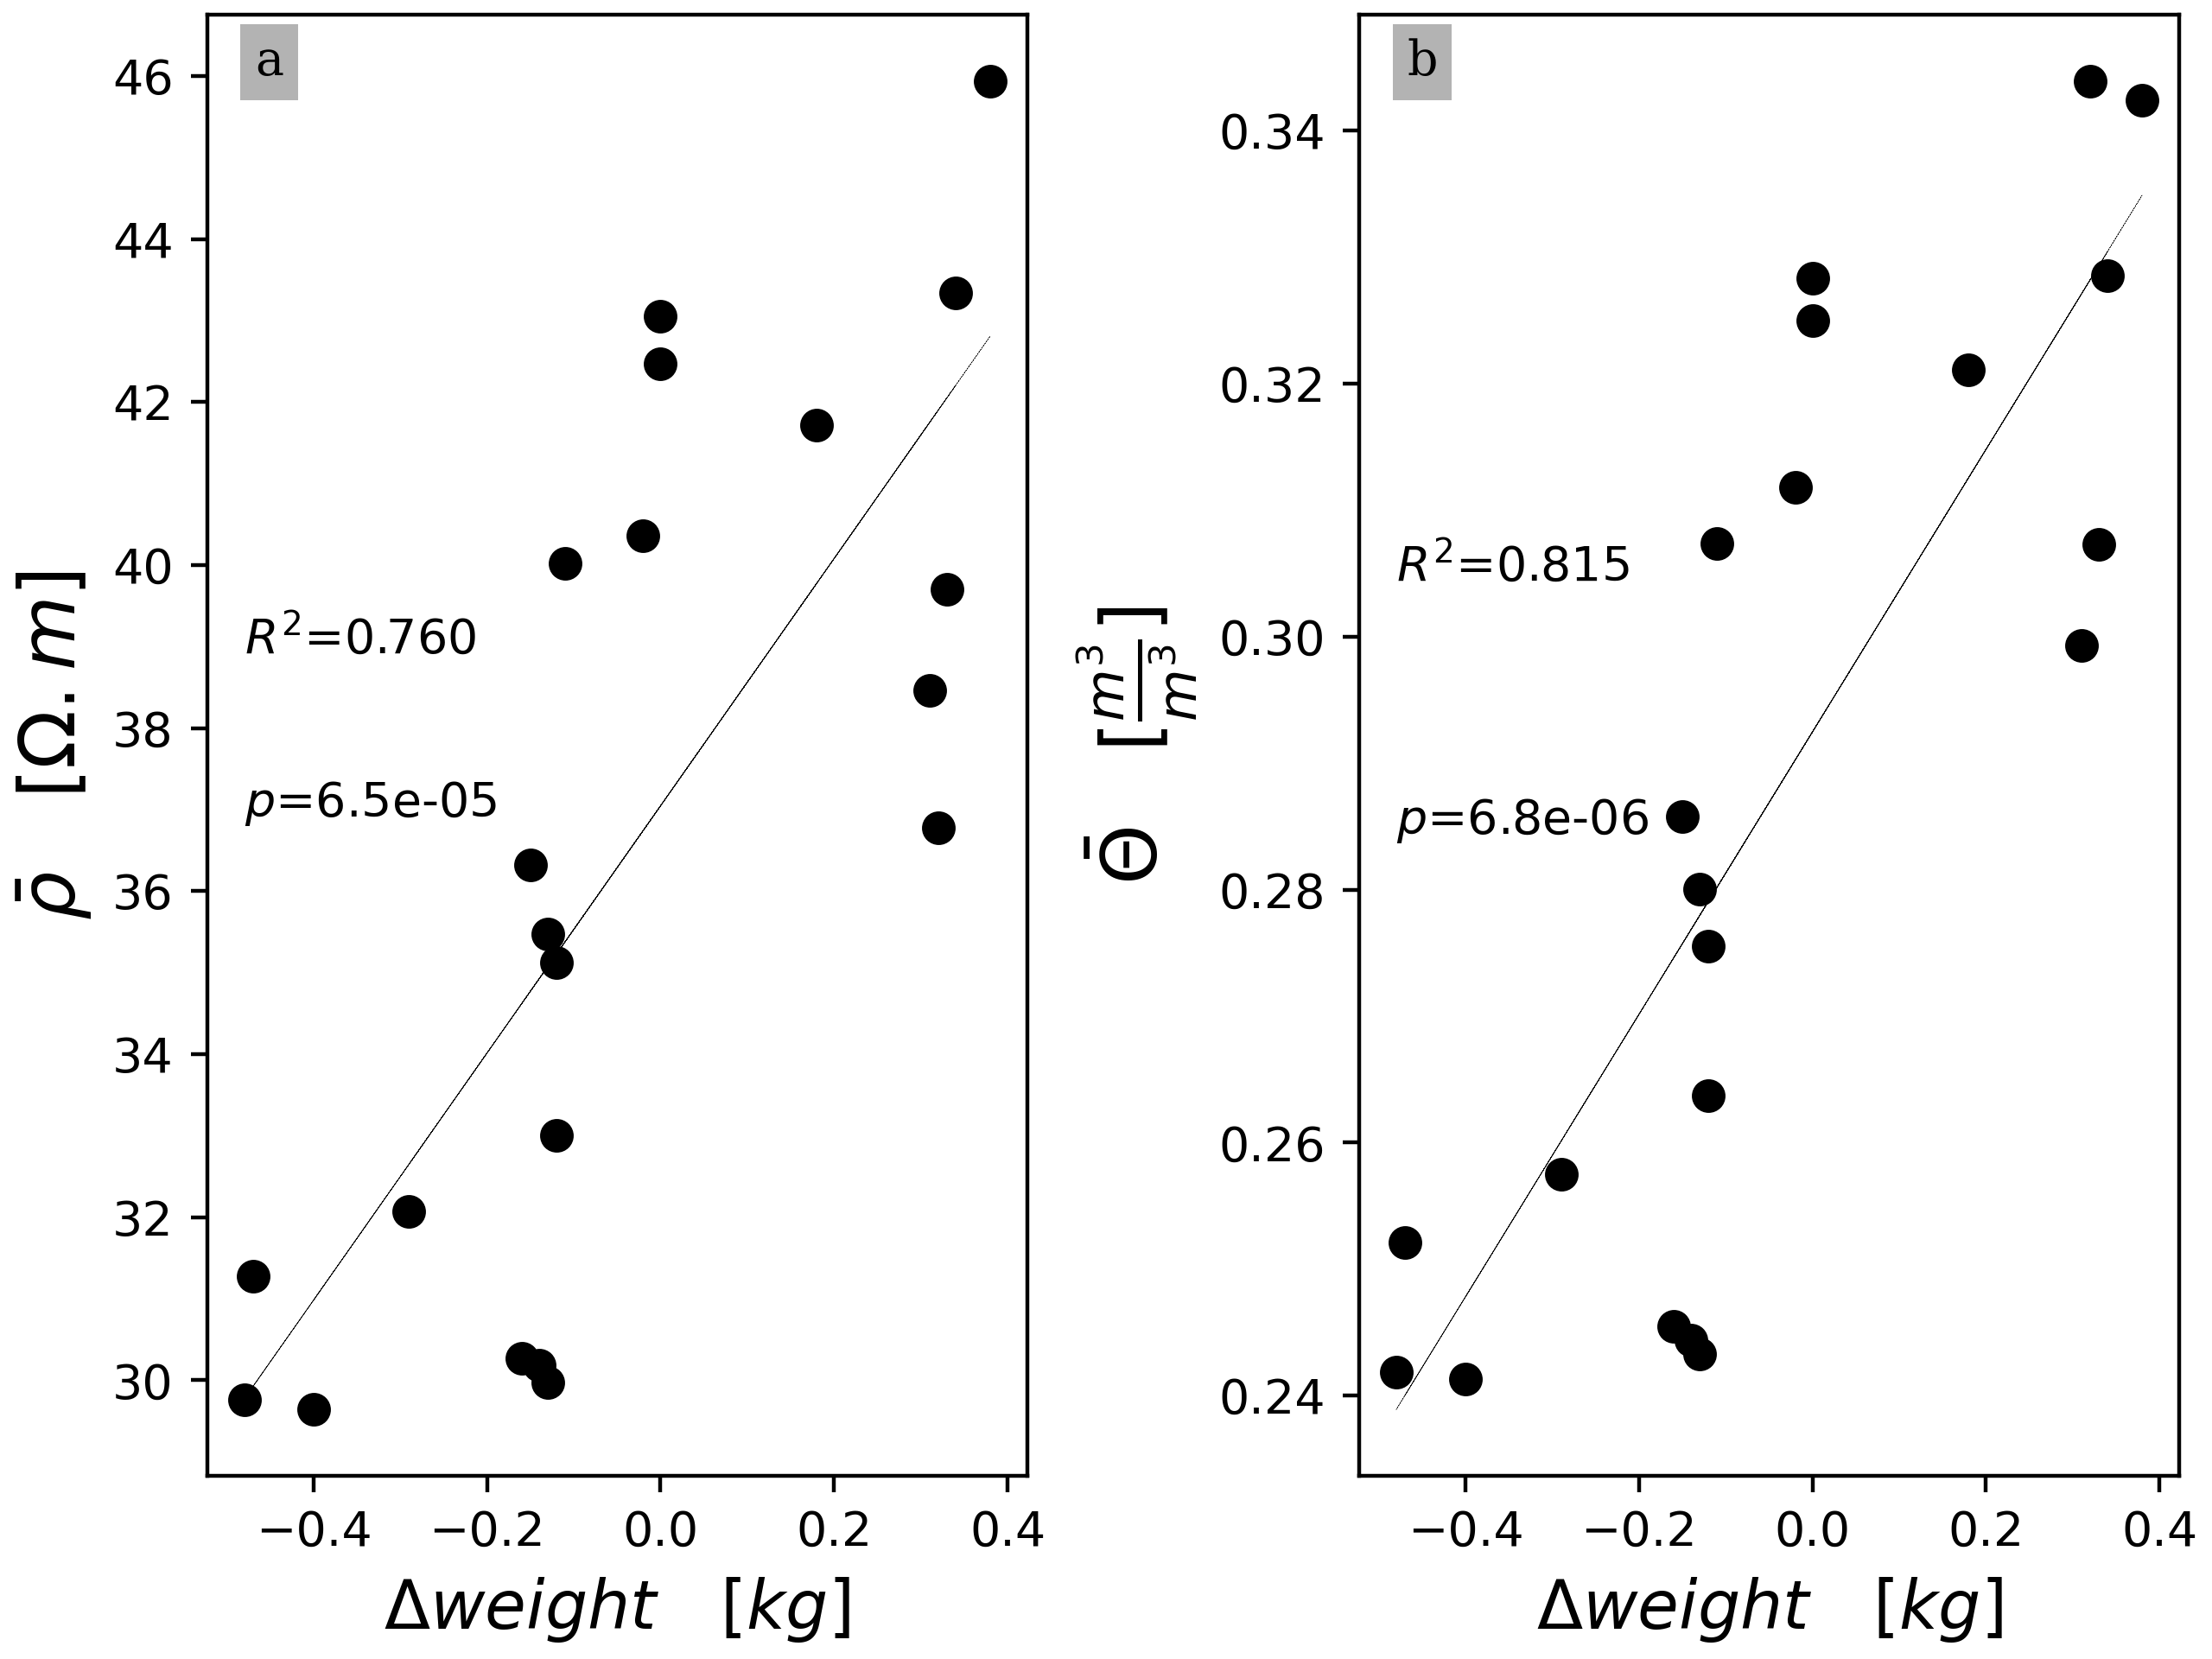 a
46
44
42
40
38
36
34
32
30
R²=0.760
p=6.5e-05
ρ̄ [Ω.m]
−0.4 −0.2 0.0 0.2 0.4
Δweight [kg]
b
0.34
0.32
0.30
0.28
0.26
0.24
R²=0.815
p=6.8e-06
Θ̄ [m³/m³]
−0.4 −0.2 0.0 0.2 0.4
Δweight [kg]